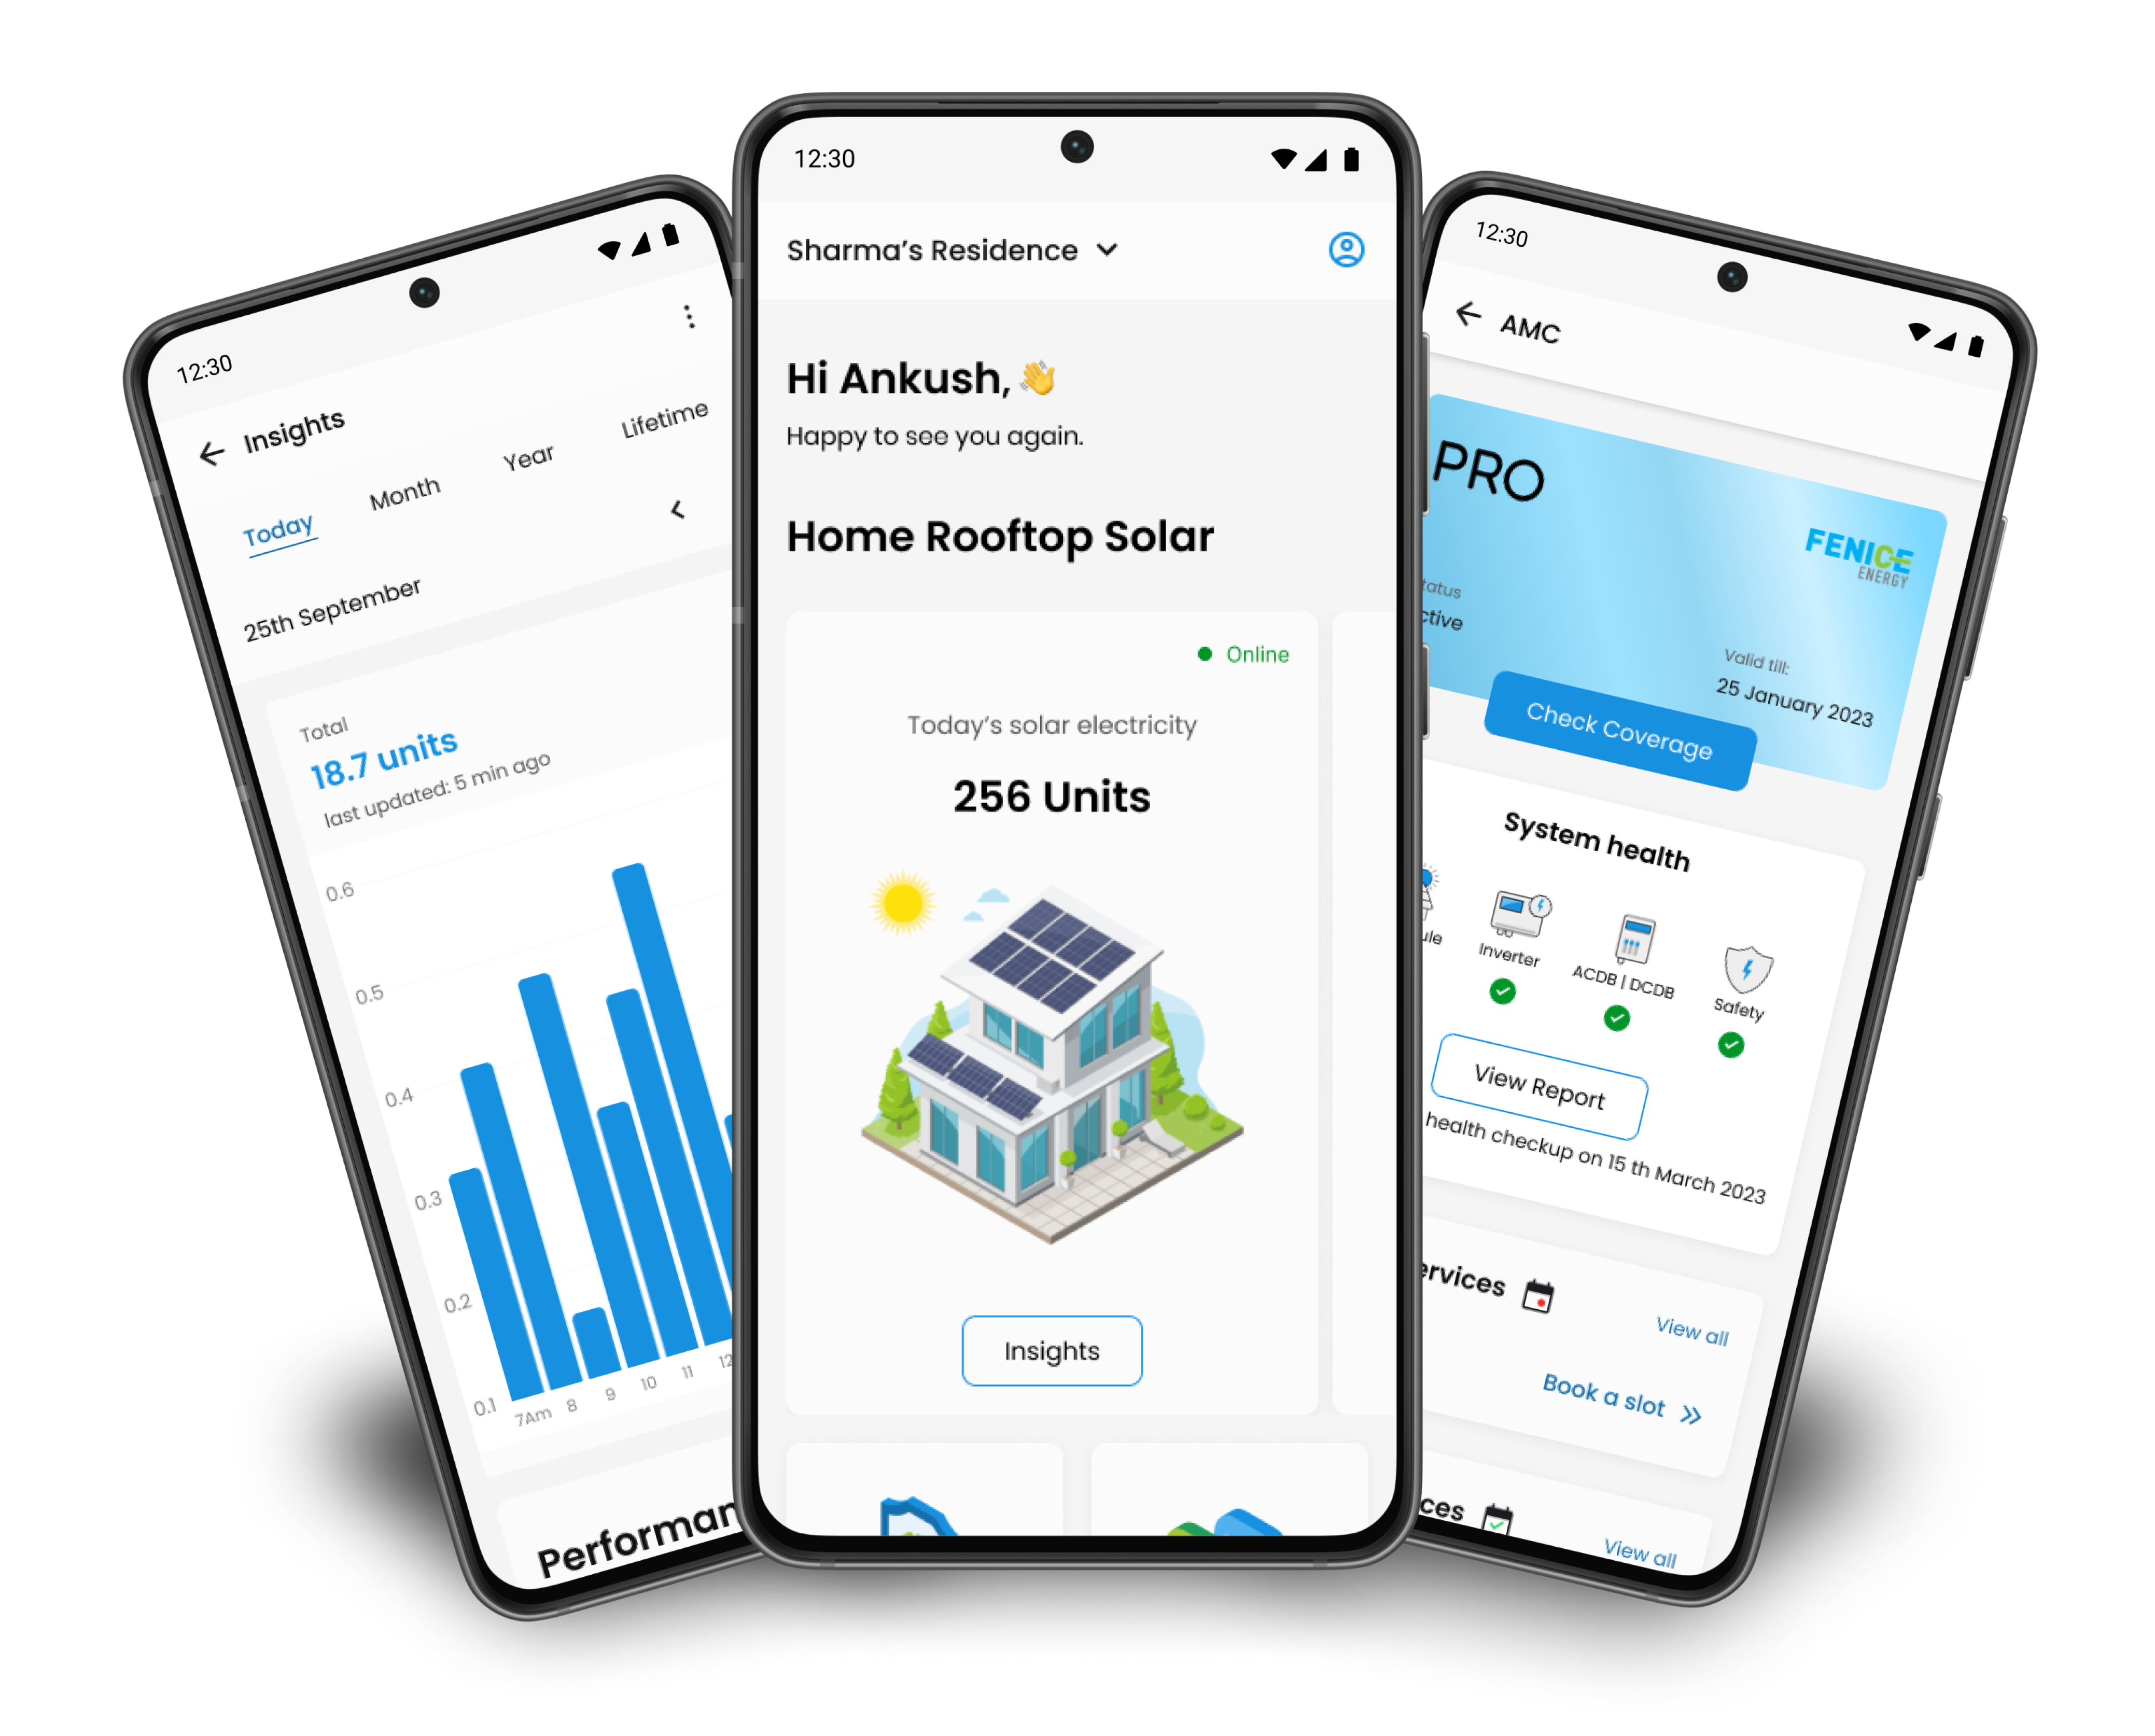 12:30
Insights
Today Month Year Lifetime
25th September
Total
18.7 units
last updated: 5 min ago
0.6
0.5
0.4
0.3
0.2
0.1
7Am 8 9 10 11 12
Performan
12:30
Sharma's Residence
Hi Ankush, 👋
Happy to see you again.
Home Rooftop Solar
Online
Today's solar electricity
256 Units
Insights
12:30
AMC
PRO
FENICE
ENERGY
tatus
ctive
Valid till:
25 January 2023
Check Coverage
System health
ule Inverter ACDB | DCDB Safety
View Report
health checkup on 15 th March 2023
ervices
View all
Book a slot
ces
View all